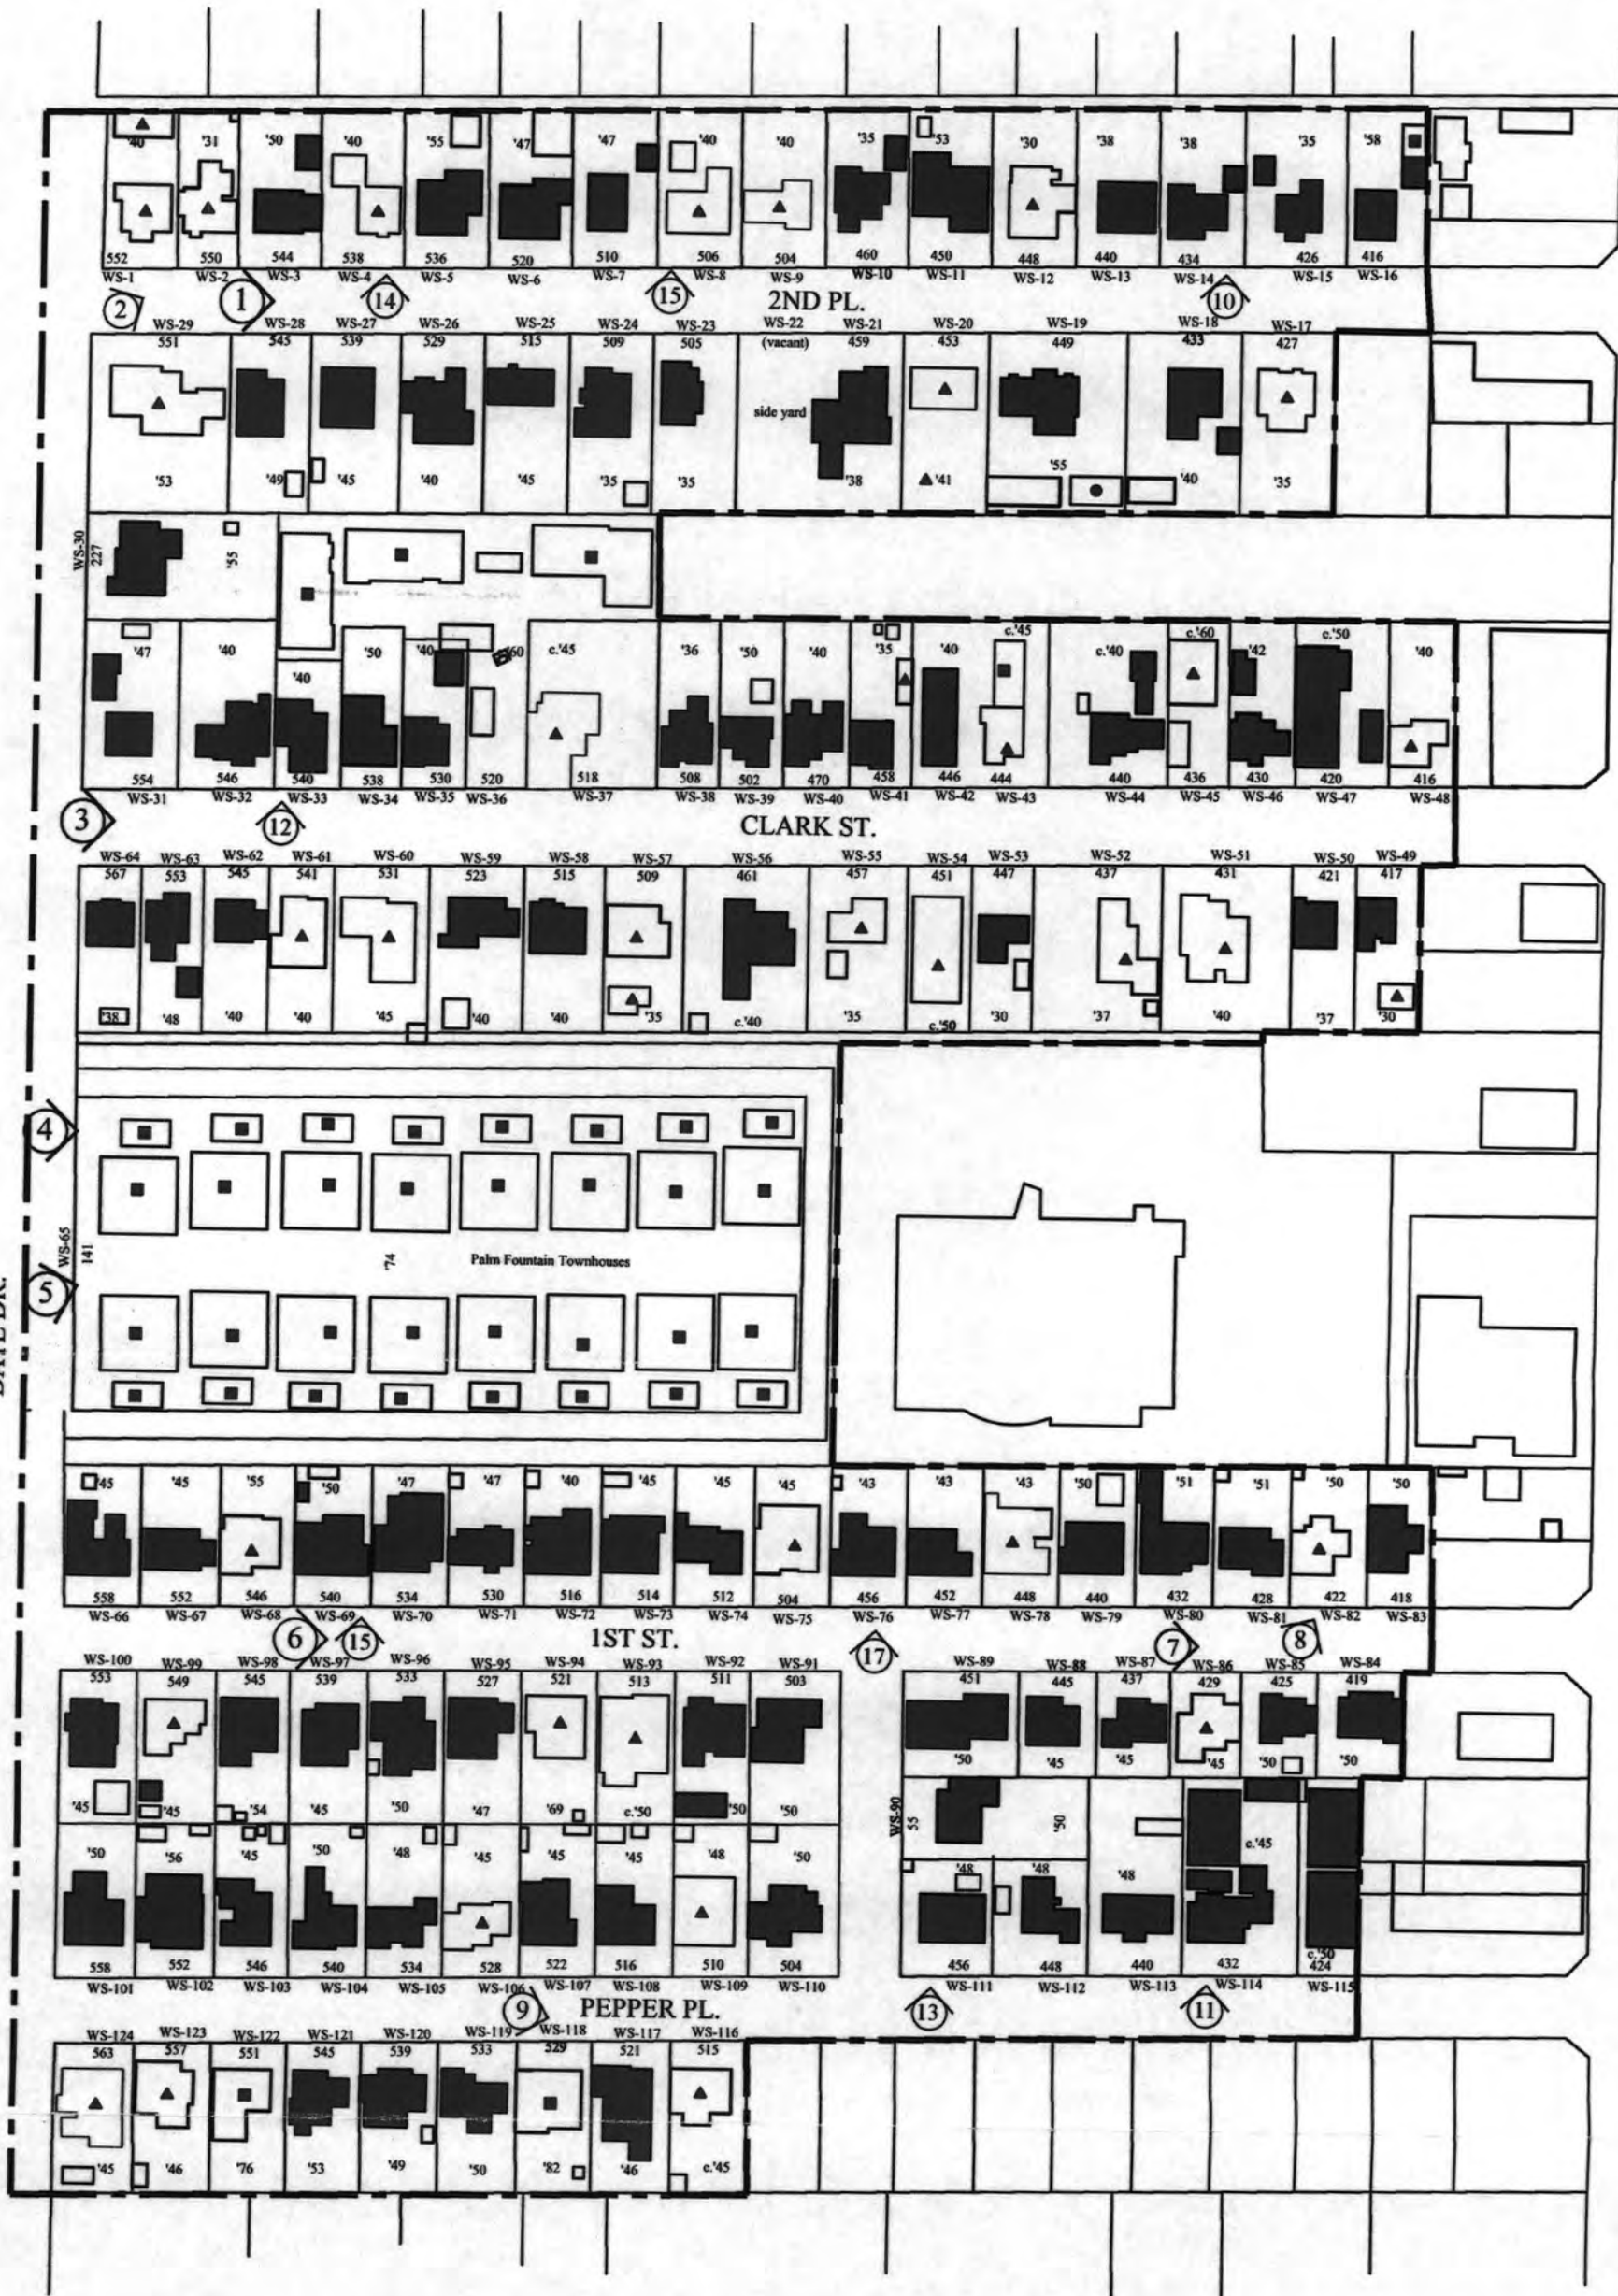 '40 '31 '50 '40 '55 '47 '47 '40 '40 '35 '53 '30 '38 '38 '35 '58
552 550 544 538 536 520 510 506 504 460 450 448 440 434 426 416
WS-1 WS-2 WS-3 WS-4 WS-5 WS-6 WS-7 WS-8 WS-9 WS-10 WS-11 WS-12 WS-13 WS-14 WS-15 WS-16
2 1 14 15 2ND PL. 10
WS-29 WS-28 WS-27 WS-26 WS-25 WS-24 WS-23 WS-22 WS-21 WS-20 WS-19 WS-18 WS-17
551 545 539 529 515 509 505 (vacant) 459 453 449 433 427
side yard
'53 '49 '45 '40 '45 '35 '35 '38 '41 '55 '40 '35
WS-30
227
'55
'47 '40 '40 '50 '40 '60 c.'45 '36 '50 '40 '35 '40 c.'45 c.'40 c.'60 '42 c.'50 '40
554 546 540 538 530 520 518 508 502 470 458 446 444 440 436 430 420 416
WS-31 WS-32 WS-33 WS-34 WS-35 WS-36 WS-37 WS-38 WS-39 WS-40 WS-41 WS-42 WS-43 WS-44 WS-45 WS-46 WS-47 WS-48
3 12 CLARK ST.
WS-64 WS-63 WS-62 WS-61 WS-60 WS-59 WS-58 WS-57 WS-56 WS-55 WS-54 WS-53 WS-52 WS-51 WS-50 WS-49
567 553 545 541 531 523 515 509 461 457 451 447 437 431 421 417
'38 '48 '40 '40 '45 '40 '40 '35 c.'40 '35 c.'50 '30 '37 '40 '37 '30
4
WS-65
141
'74
Palm Fountain Townhouses
5
'45 '45 '55 '50 '47 '47 '40 '45 '45 '45 '43 '43 '43 '50 '51 '51 '50 '50
558 552 546 540 534 530 516 514 512 504 456 452 448 440 432 428 422 418
WS-66 WS-67 WS-68 WS-69 WS-70 WS-71 WS-72 WS-73 WS-74 WS-75 WS-76 WS-77 WS-78 WS-79 WS-80 WS-81 WS-82 WS-83
6 15 1ST ST. 17 7 8
WS-100 WS-99 WS-98 WS-97 WS-96 WS-95 WS-94 WS-93 WS-92 WS-91 WS-89 WS-88 WS-87 WS-86 WS-85 WS-84
553 549 545 539 533 527 521 513 511 503 451 445 437 429 425 419
'50 '45 '45 '45 '50 '50
'45 '45 '54 '45 '50 '47 '69 c.'50 '50 '50
WS-90
55
'50
c.'45
'50 '56 '45 '50 '48 '45 '45 '45 '48 '50 '48 '48 '48
c.'50
558 552 546 540 534 528 522 516 510 504 456 448 440 432 424
WS-101 WS-102 WS-103 WS-104 WS-105 WS-106 WS-107 WS-108 WS-109 WS-110 WS-111 WS-112 WS-113 WS-114 WS-115
9 PEPPER PL. 13 11
WS-124 WS-123 WS-122 WS-121 WS-120 WS-119 WS-118 WS-117 WS-116
563 557 551 545 539 533 529 521 515
'45 '46 '76 '53 '49 '50 '82 '46 c.'45